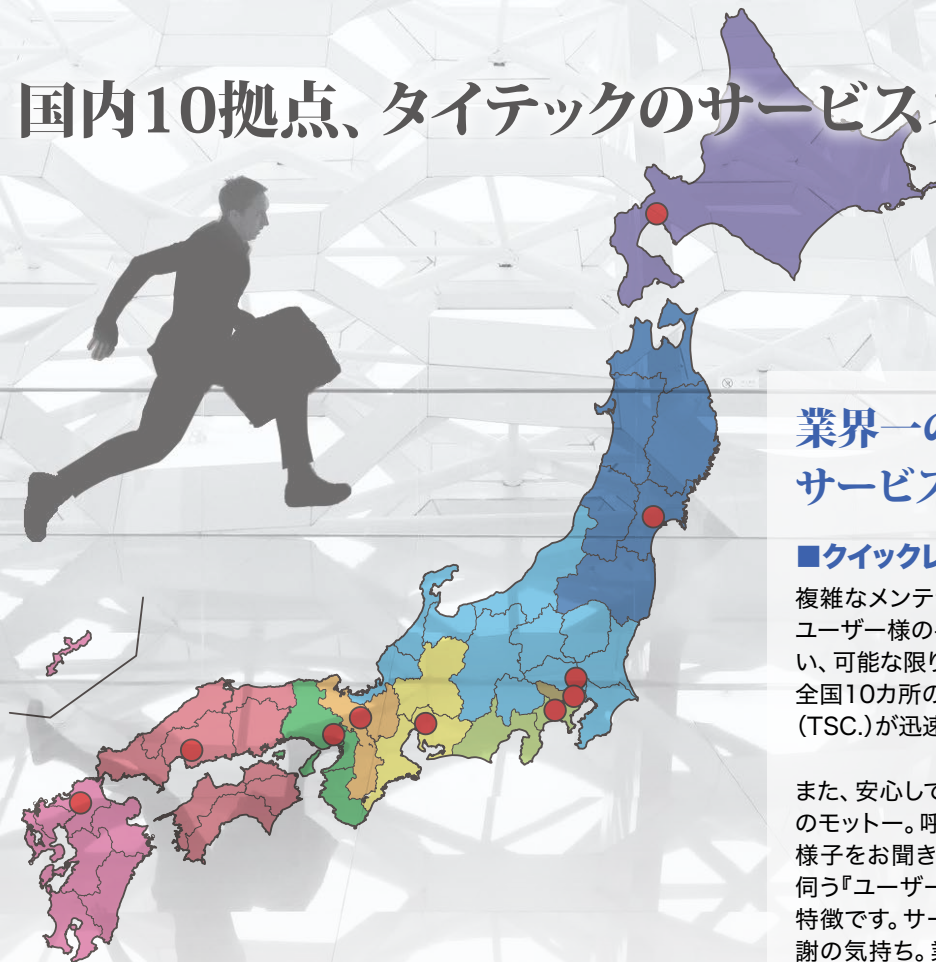 国内10拠点、タイテックのサービス
業界一の
サービス
■クイックレ
複雑なメンテ
ユーザー様の
い、可能な限り
全国10カ所の
（TSC.）が迅速
また、安心して
のモットー。呼
様子をお聞き
伺う『ユーザー
特徴です。サー
謝の気持ち。業